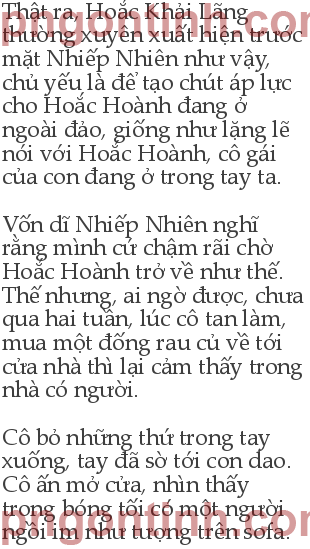 Thật ra, Hoắc Khải Lãng
thường xuyên xuất hiện trước
mặt Nhiếp Nhiên như vậy,
chủ yếu là để tạo chút áp lực
cho Hoắc Hoành đang ở
ngoài đảo, giống như lặng lẽ
nói với Hoắc Hoành, cô gái
của con đang ở trong tay ta.
Vốn dĩ Nhiếp Nhiên nghĩ
rằng mình cứ chậm rãi chờ
Hoắc Hoành trở về như thế.
Thế nhưng, ai ngờ được, chưa
qua hai tuần, lúc cô tan làm,
mua một đống rau củ về tới
cửa nhà thì lại cảm thấy trong
nhà có người.
Cô bỏ những thứ trong tay
xuống, tay đã sờ tới con dao.
Cô ấn mở cửa, nhìn thấy
trong bóng tối có một người
ngồi im như tượng trên sofa.
pngontinh.com
pngontinh.com